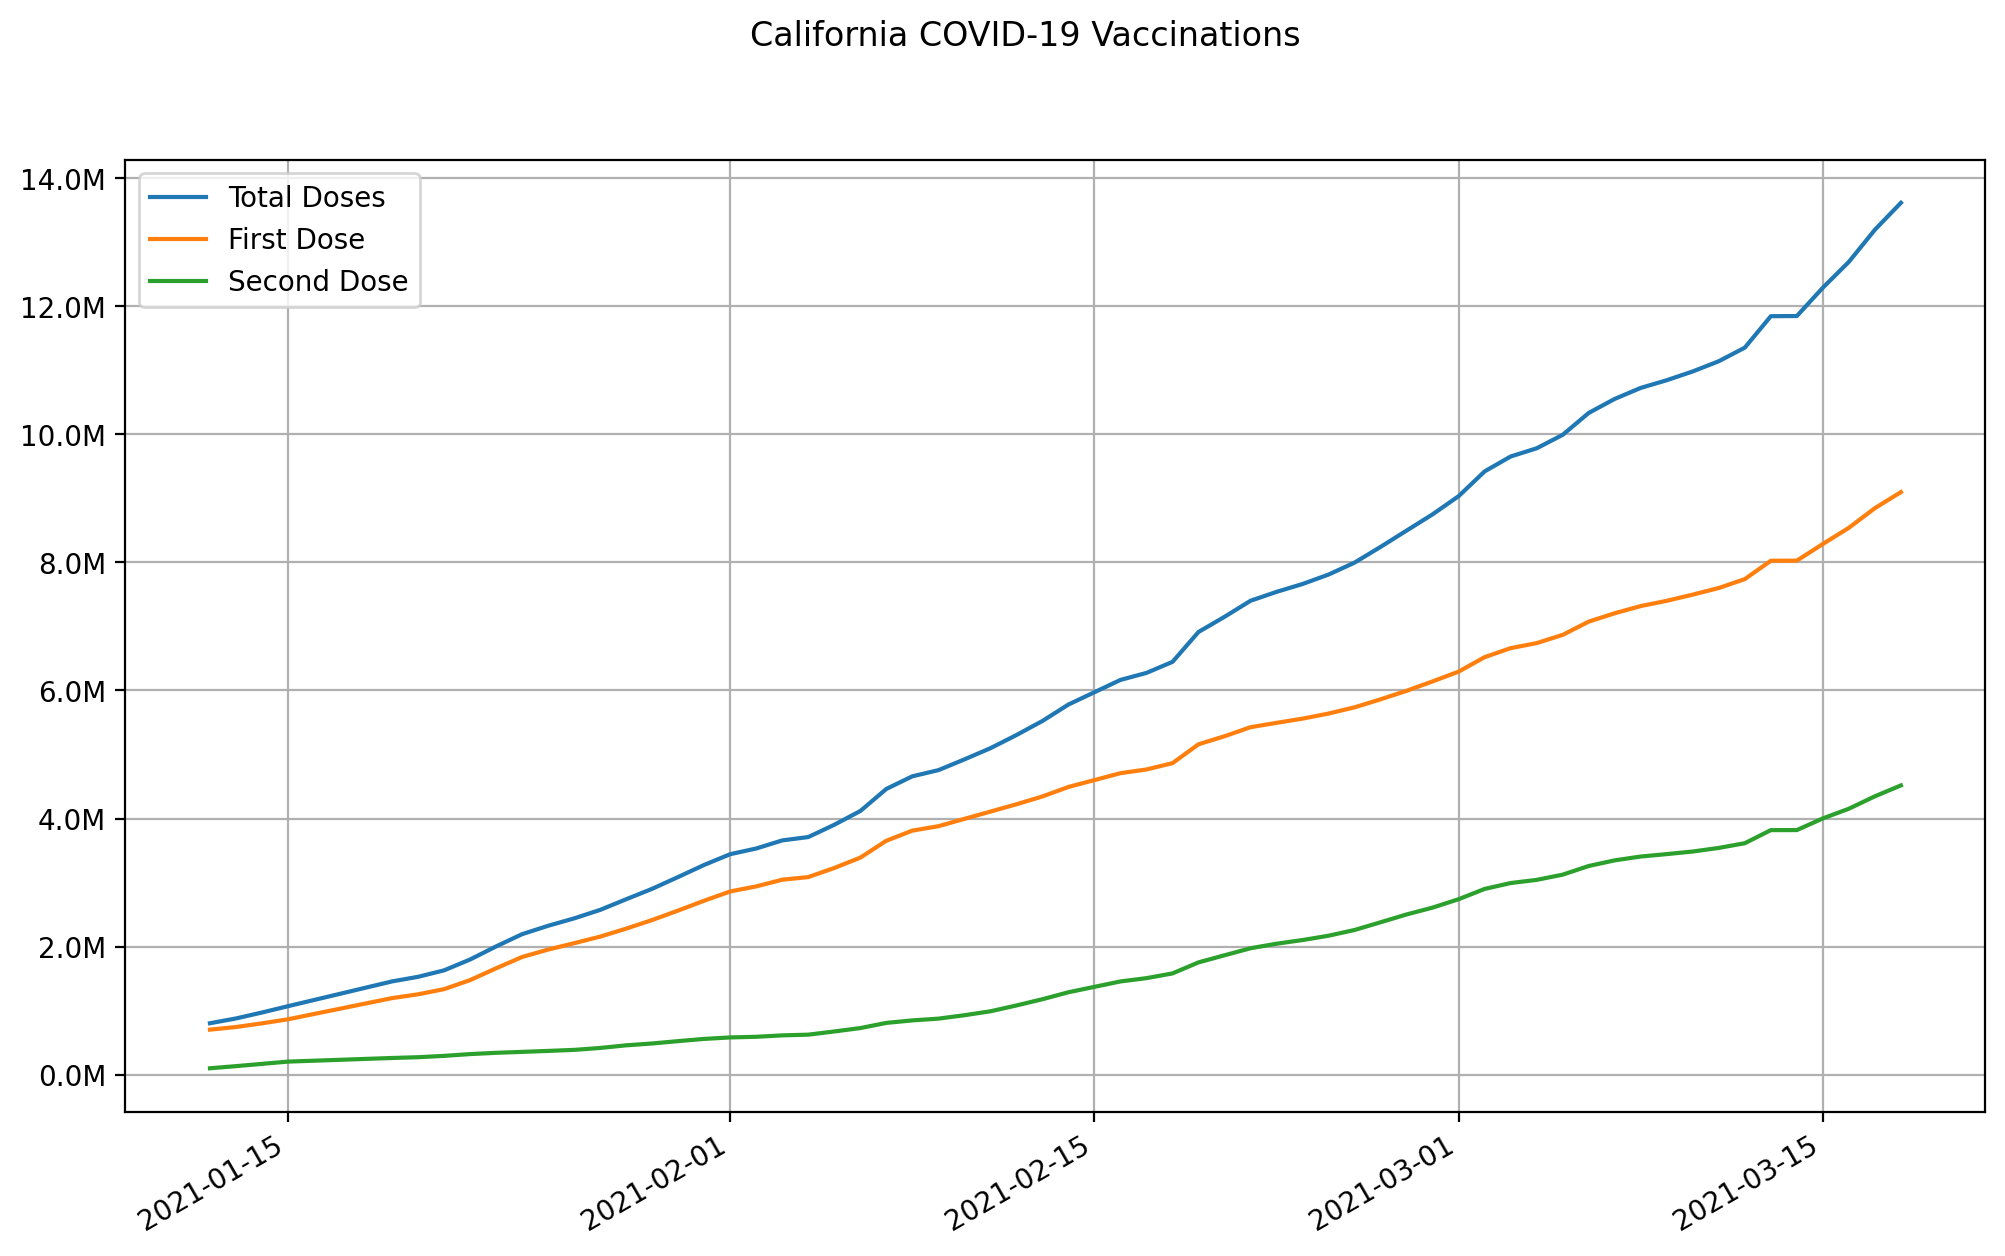 California COVID-19 Vaccinations
14.0M
12.0M
10.0M
8.0M
6.0M
4.0M
2.0M
0.0M
Total Doses
First Dose
Second Dose
2021-01-15
2021-02-01
2021-02-15
2021-03-01
2021-03-15